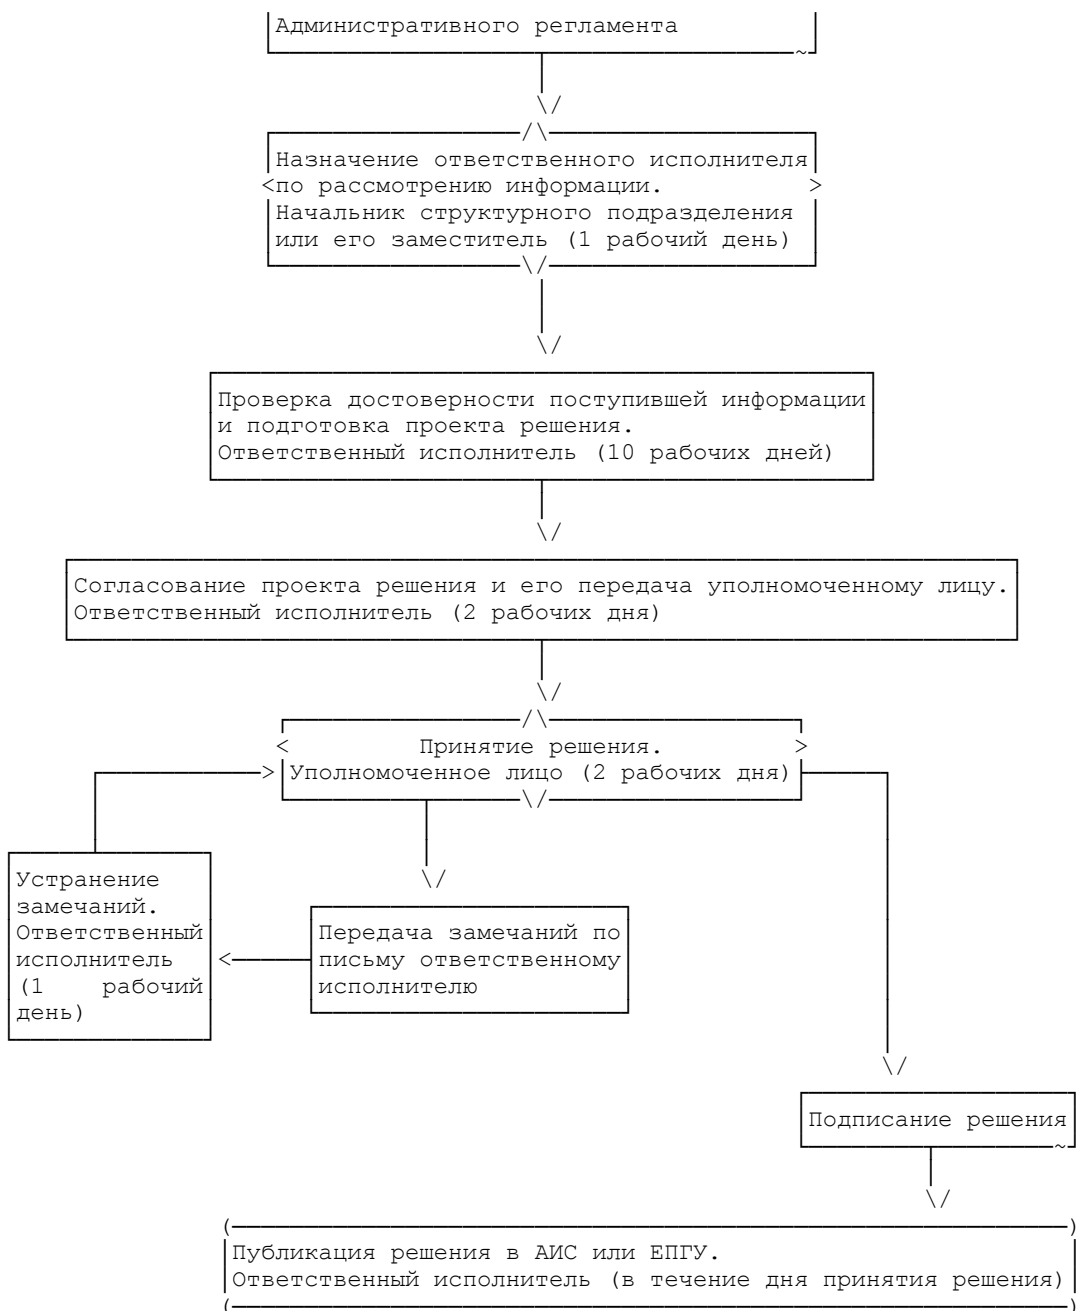 Административного регламента
Назначение ответственного исполнителя
по рассмотрению информации.
Начальник структурного подразделения
или его заместитель (1 рабочий день)
Проверка достоверности поступившей информации
и подготовка проекта решения.
Ответственный исполнитель (10 рабочих дней)
Согласование проекта решения и его передача уполномоченному лицу.
Ответственный исполнитель (2 рабочих дня)
Принятие решения.
Уполномоченное лицо (2 рабочих дня)
Устранение
замечаний.
Ответственный
исполнитель
(1 рабочий
день)
Передача замечаний по
письму ответственному
исполнителю
Подписание решения
Публикация решения в АИС или ЕПГУ.
Ответственный исполнитель (в течение дня принятия решения)